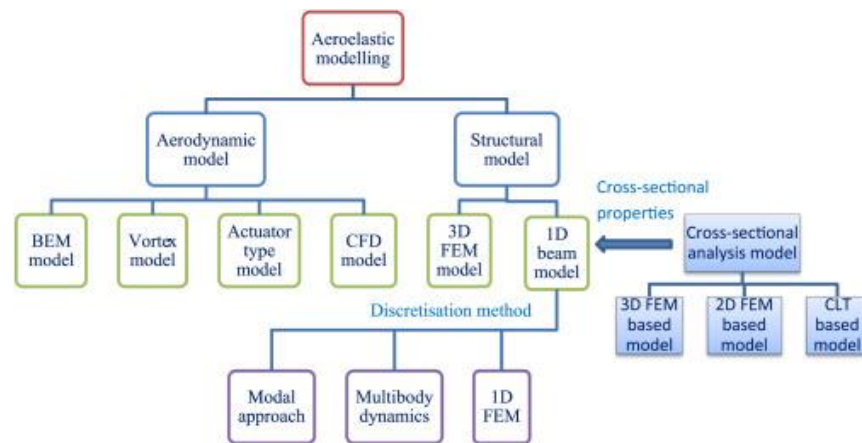 Aeroelastic
modelling
Aerodynamic
model
Structural
model
Cross-sectional
properties
BEM
model
Vortex
model
Actuator
type
model
CFD
model
3D
FEM
model
1D
beam
model
Cross-sectional
analysis model
Discretisation method
3D FEM
based
model
2D FEM
based
model
CLT
based
model
Modal
approach
Multibody
dynamics
1D
FEM